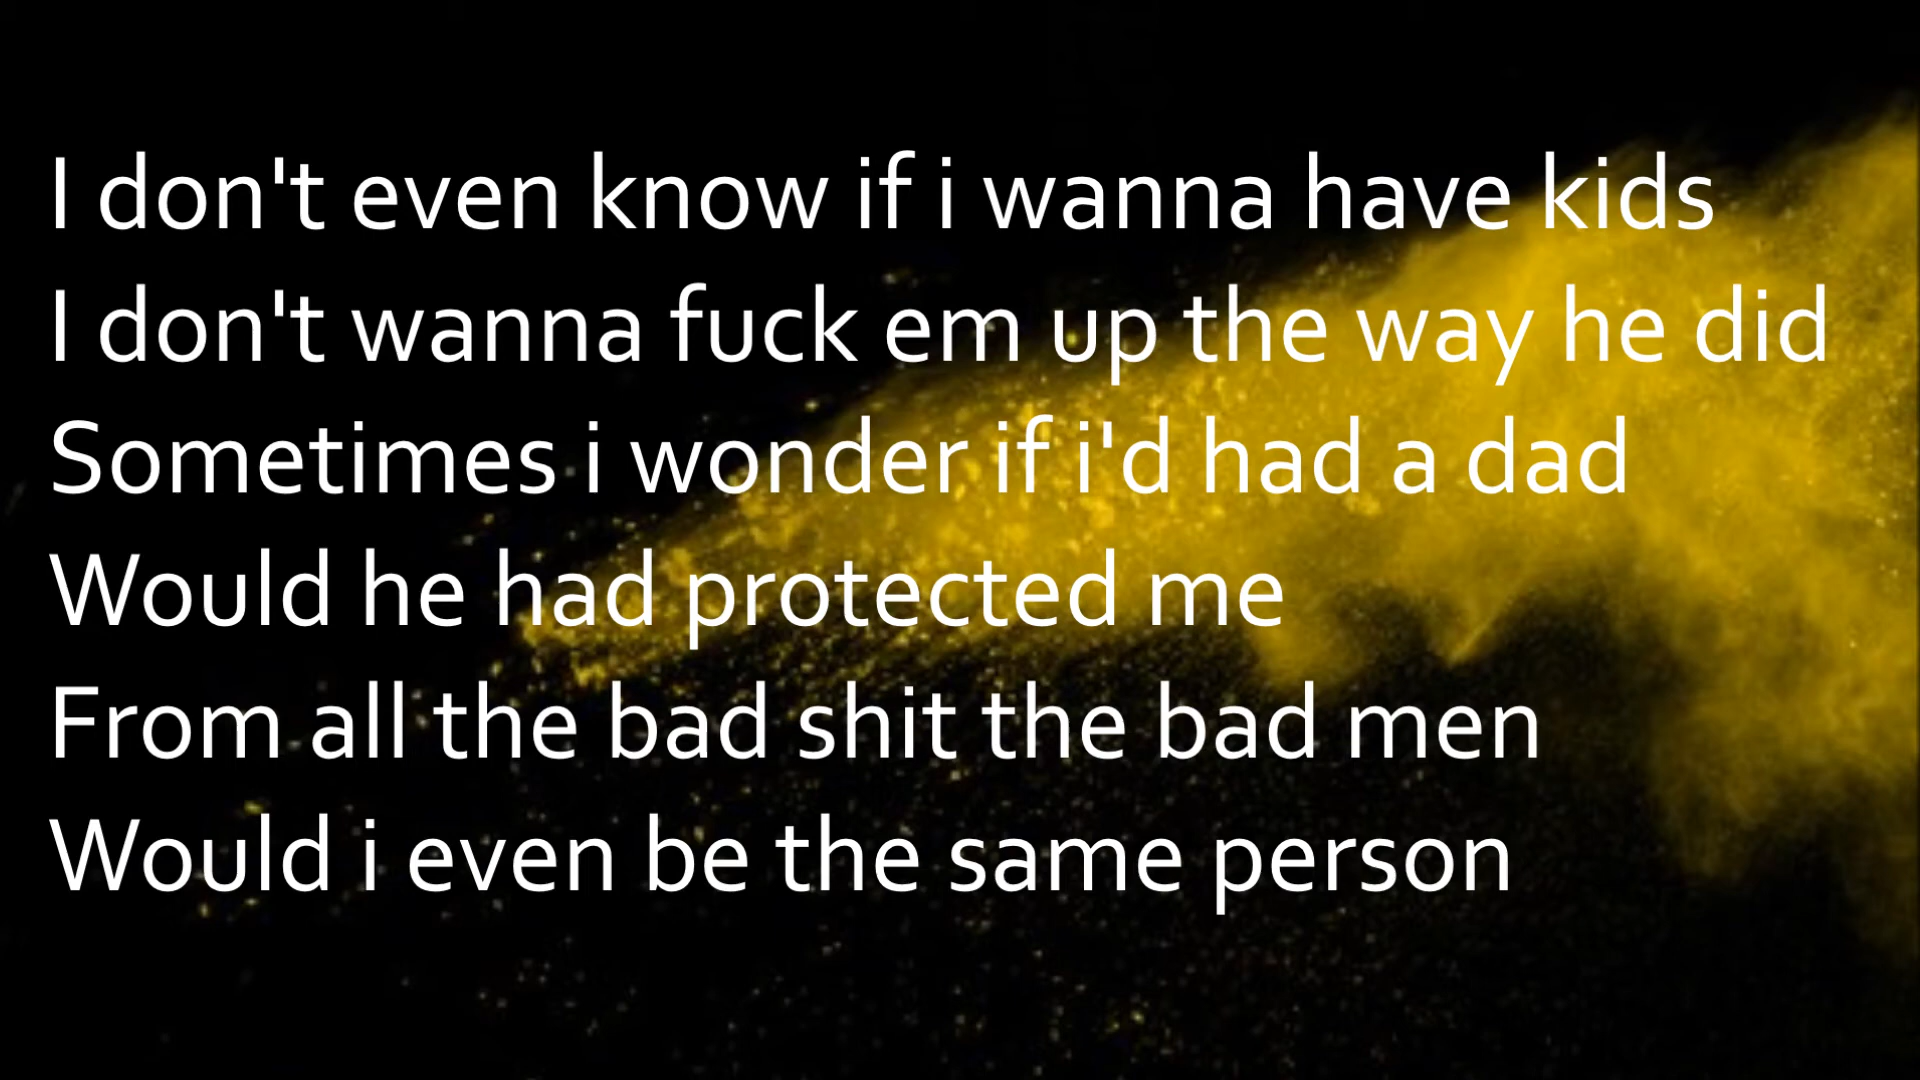 I don't even know if i wanna have kids
I don't wanna fuck em up the way he did
Sometimes i wonder if i'd had a dad
Would he had protected me
From all the bad shit the bad men
Would i even be the same person